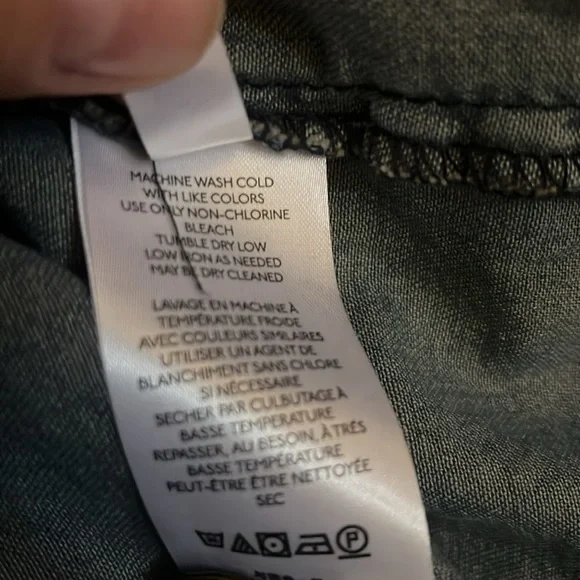 MACHINE WASH COLD
WITH LIKE COLORS
USE ONLY NON-CHLORINE
BLEACH
TUMBLE DRY LOW
LOW IRON AS NEEDED
MAY BE DRY CLEANED
LAVAGE EN MACHINE À
TEMPÉRATURE FROIDE
AVEC COULEURS SIMILAIRES
UTILISER UN AGENT DE
BLANCHIMENT SANS CHLORE
SI NÉCESSAIRE
SECHER PAR CULBUTAGE À
BASSE TEMPERATURE
REPASSER, AU BESOIN, À TRÈS
BASSE TEMPÉRATURE
PEUT-ÊTRE ÊTRE NETTOYÉE
SEC
P